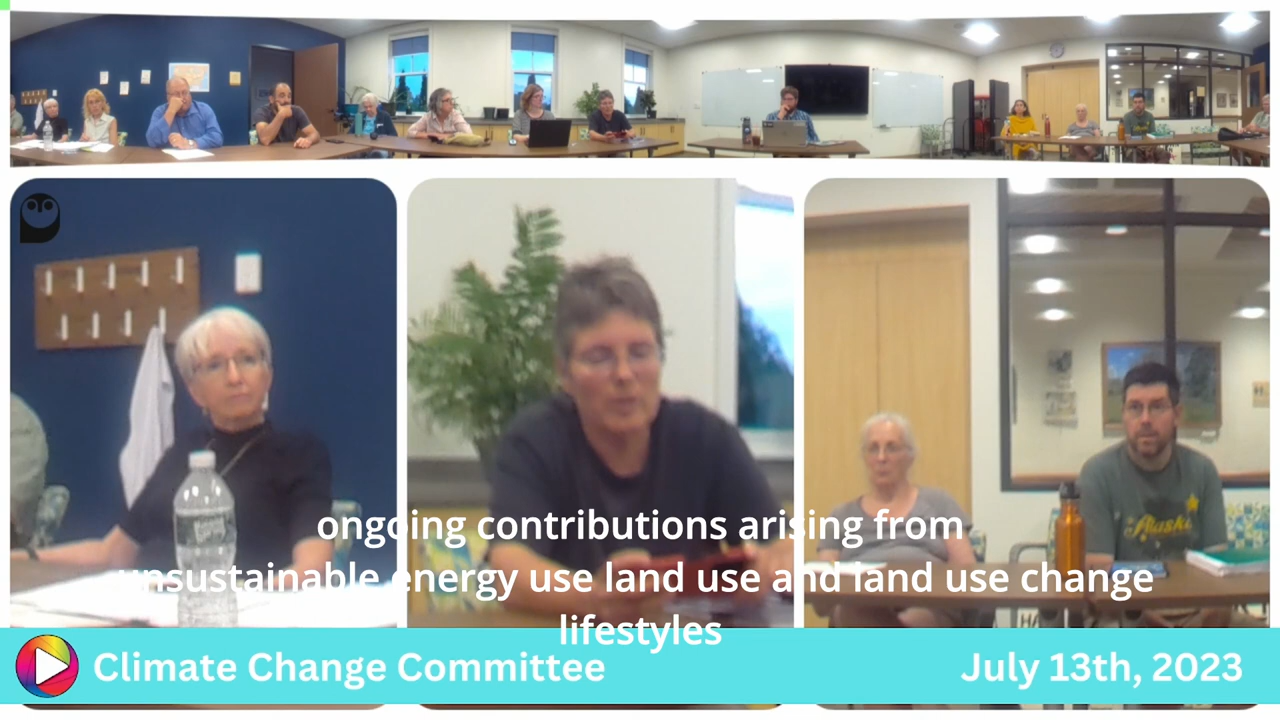 Alaska
ongoing contributions arising from
unsustainable energy use land use and land use change
lifestyles
Climate Change Committee
July 13th, 2023